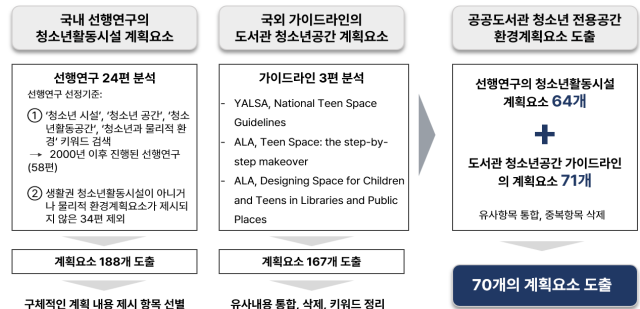 국내 선행연구의
청소년활동시설 계획요소
선행연구 24편 분석
선행연구 선정기준:
① ‘청소년 시설’, ‘청소년 공간’, ‘청소
년활동공간’, ‘청소년과 물리적 환
경’ 키워드 검색
→ 2000년 이후 진행된 선행연구
(58편)
② 생활권 청소년활동시설이 아니거
나 물리적 환경계획요소가 제시되
지 않은 34편 제외
계획요소 188개 도출
구체적인 계획 내용 제시 항목 선별
국외 가이드라인의
도서관 청소년공간 계획요소
가이드라인 3편 분석
- YALSA, National Teen Space
Guidelines
- ALA, Teen Space: the step-by-
step makeover
- ALA, Designing Space for Children
and Teens in Libraries and Public
Places
계획요소 167개 도출
유사내용 통합, 삭제, 키워드 정리
공공도서관 청소년 전용공간
환경계획요소 도출
선행연구의 청소년활동시설
계획요소 64개
+
도서관 청소년공간 가이드라인
의 계획요소 71개
유사항목 통합, 중복항목 삭제
70개의 계획요소 도출